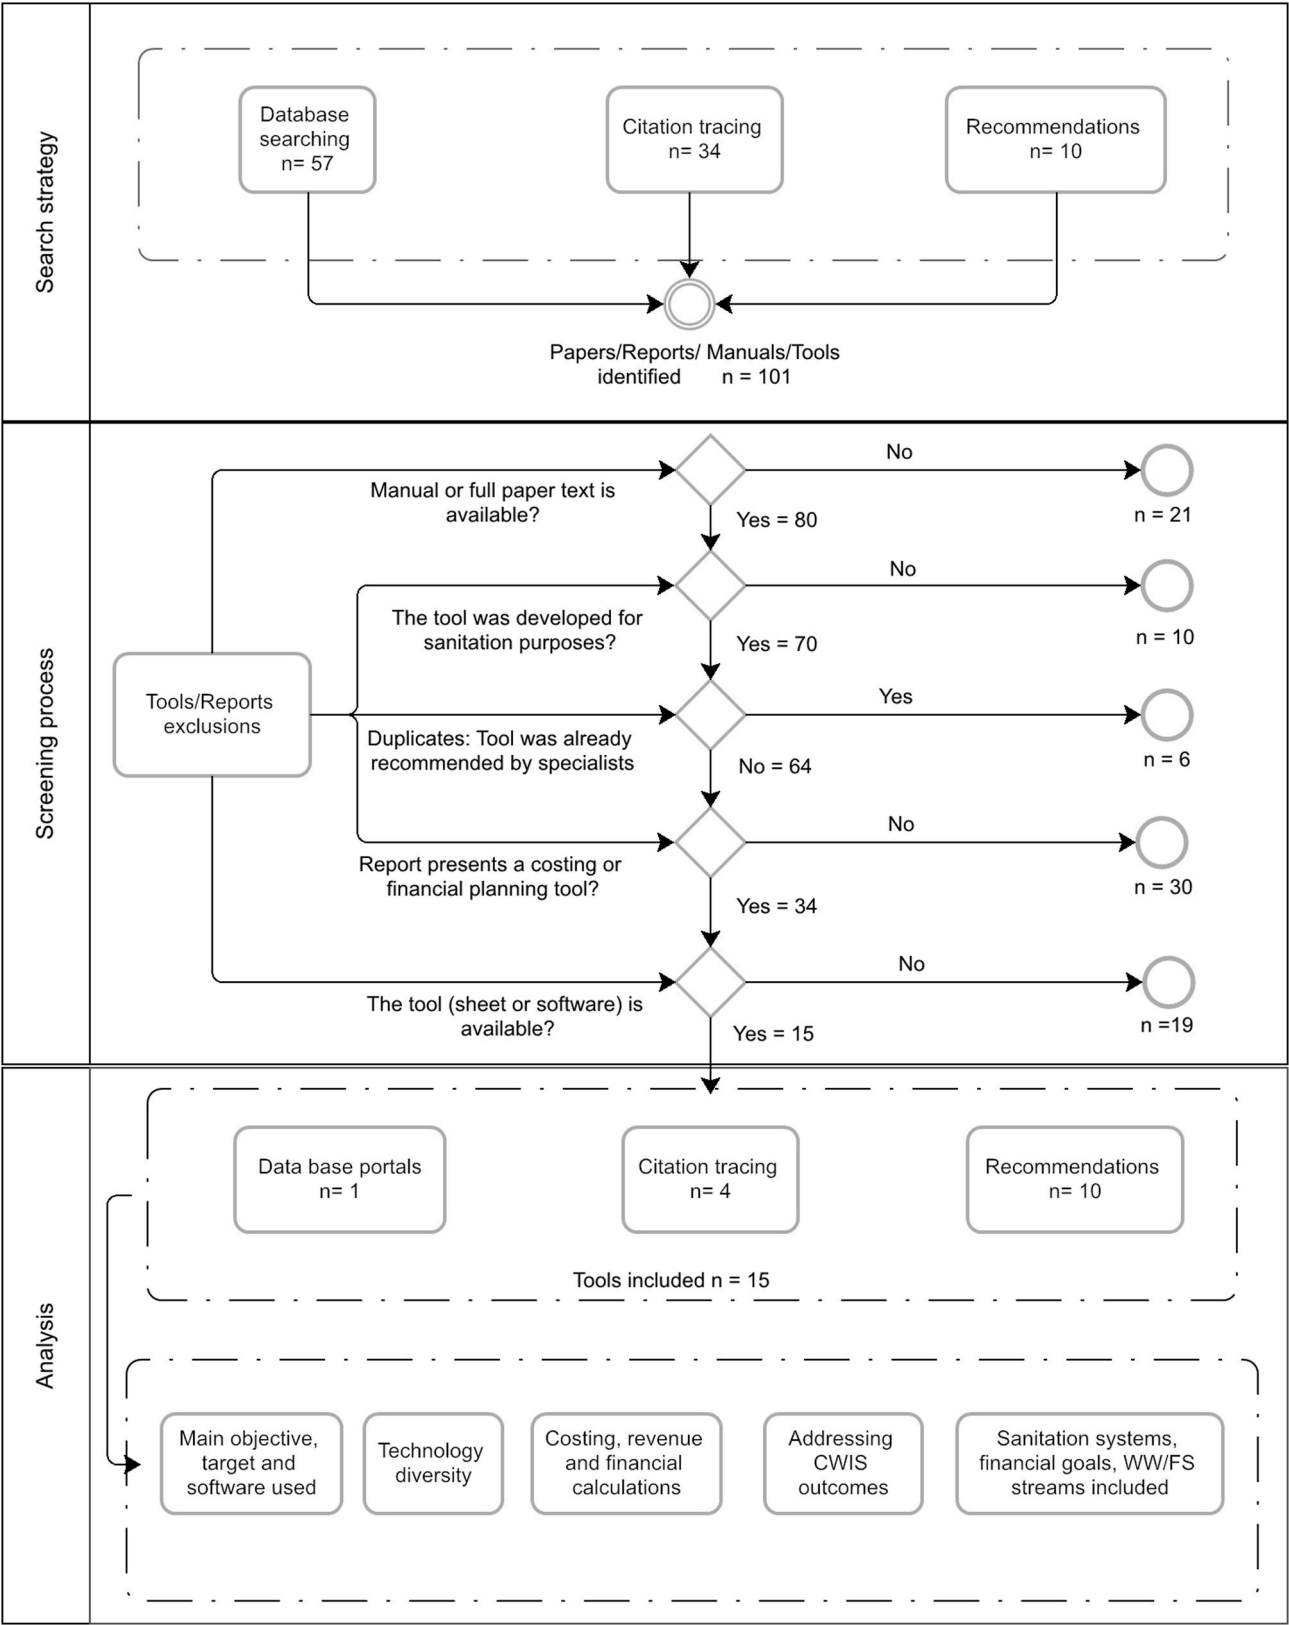 Search strategy
Database
searching
n= 57
Citation tracing
n= 34
Recommendations
n= 10
Papers/Reports/ Manuals/Tools
identified n = 101
Screening process
Tools/Reports
exclusions
Manual or full paper text is
available?
No
n = 21
Yes = 80
The tool was developed for
sanitation purposes?
No
n = 10
Yes = 70
Duplicates: Tool was already
recommended by specialists
Yes
n = 6
No = 64
Report presents a costing or
financial planning tool?
No
n = 30
Yes = 34
The tool (sheet or software) is
available?
No
n =19
Yes = 15
Analysis
Data base portals
n= 1
Citation tracing
n= 4
Recommendations
n= 10
Tools included n = 15
Main objective,
target and
software used
Technology
diversity
Costing, revenue
and financial
calculations
Addressing
CWIS
outcomes
Sanitation systems,
financial goals, WW/FS
streams included